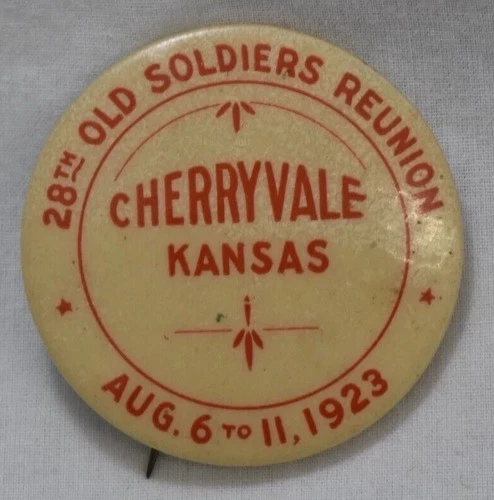 28TH OLD SOLDIERS REUNION
CHERRYVALE
KANSAS
AUG. 6 TO 11, 1923